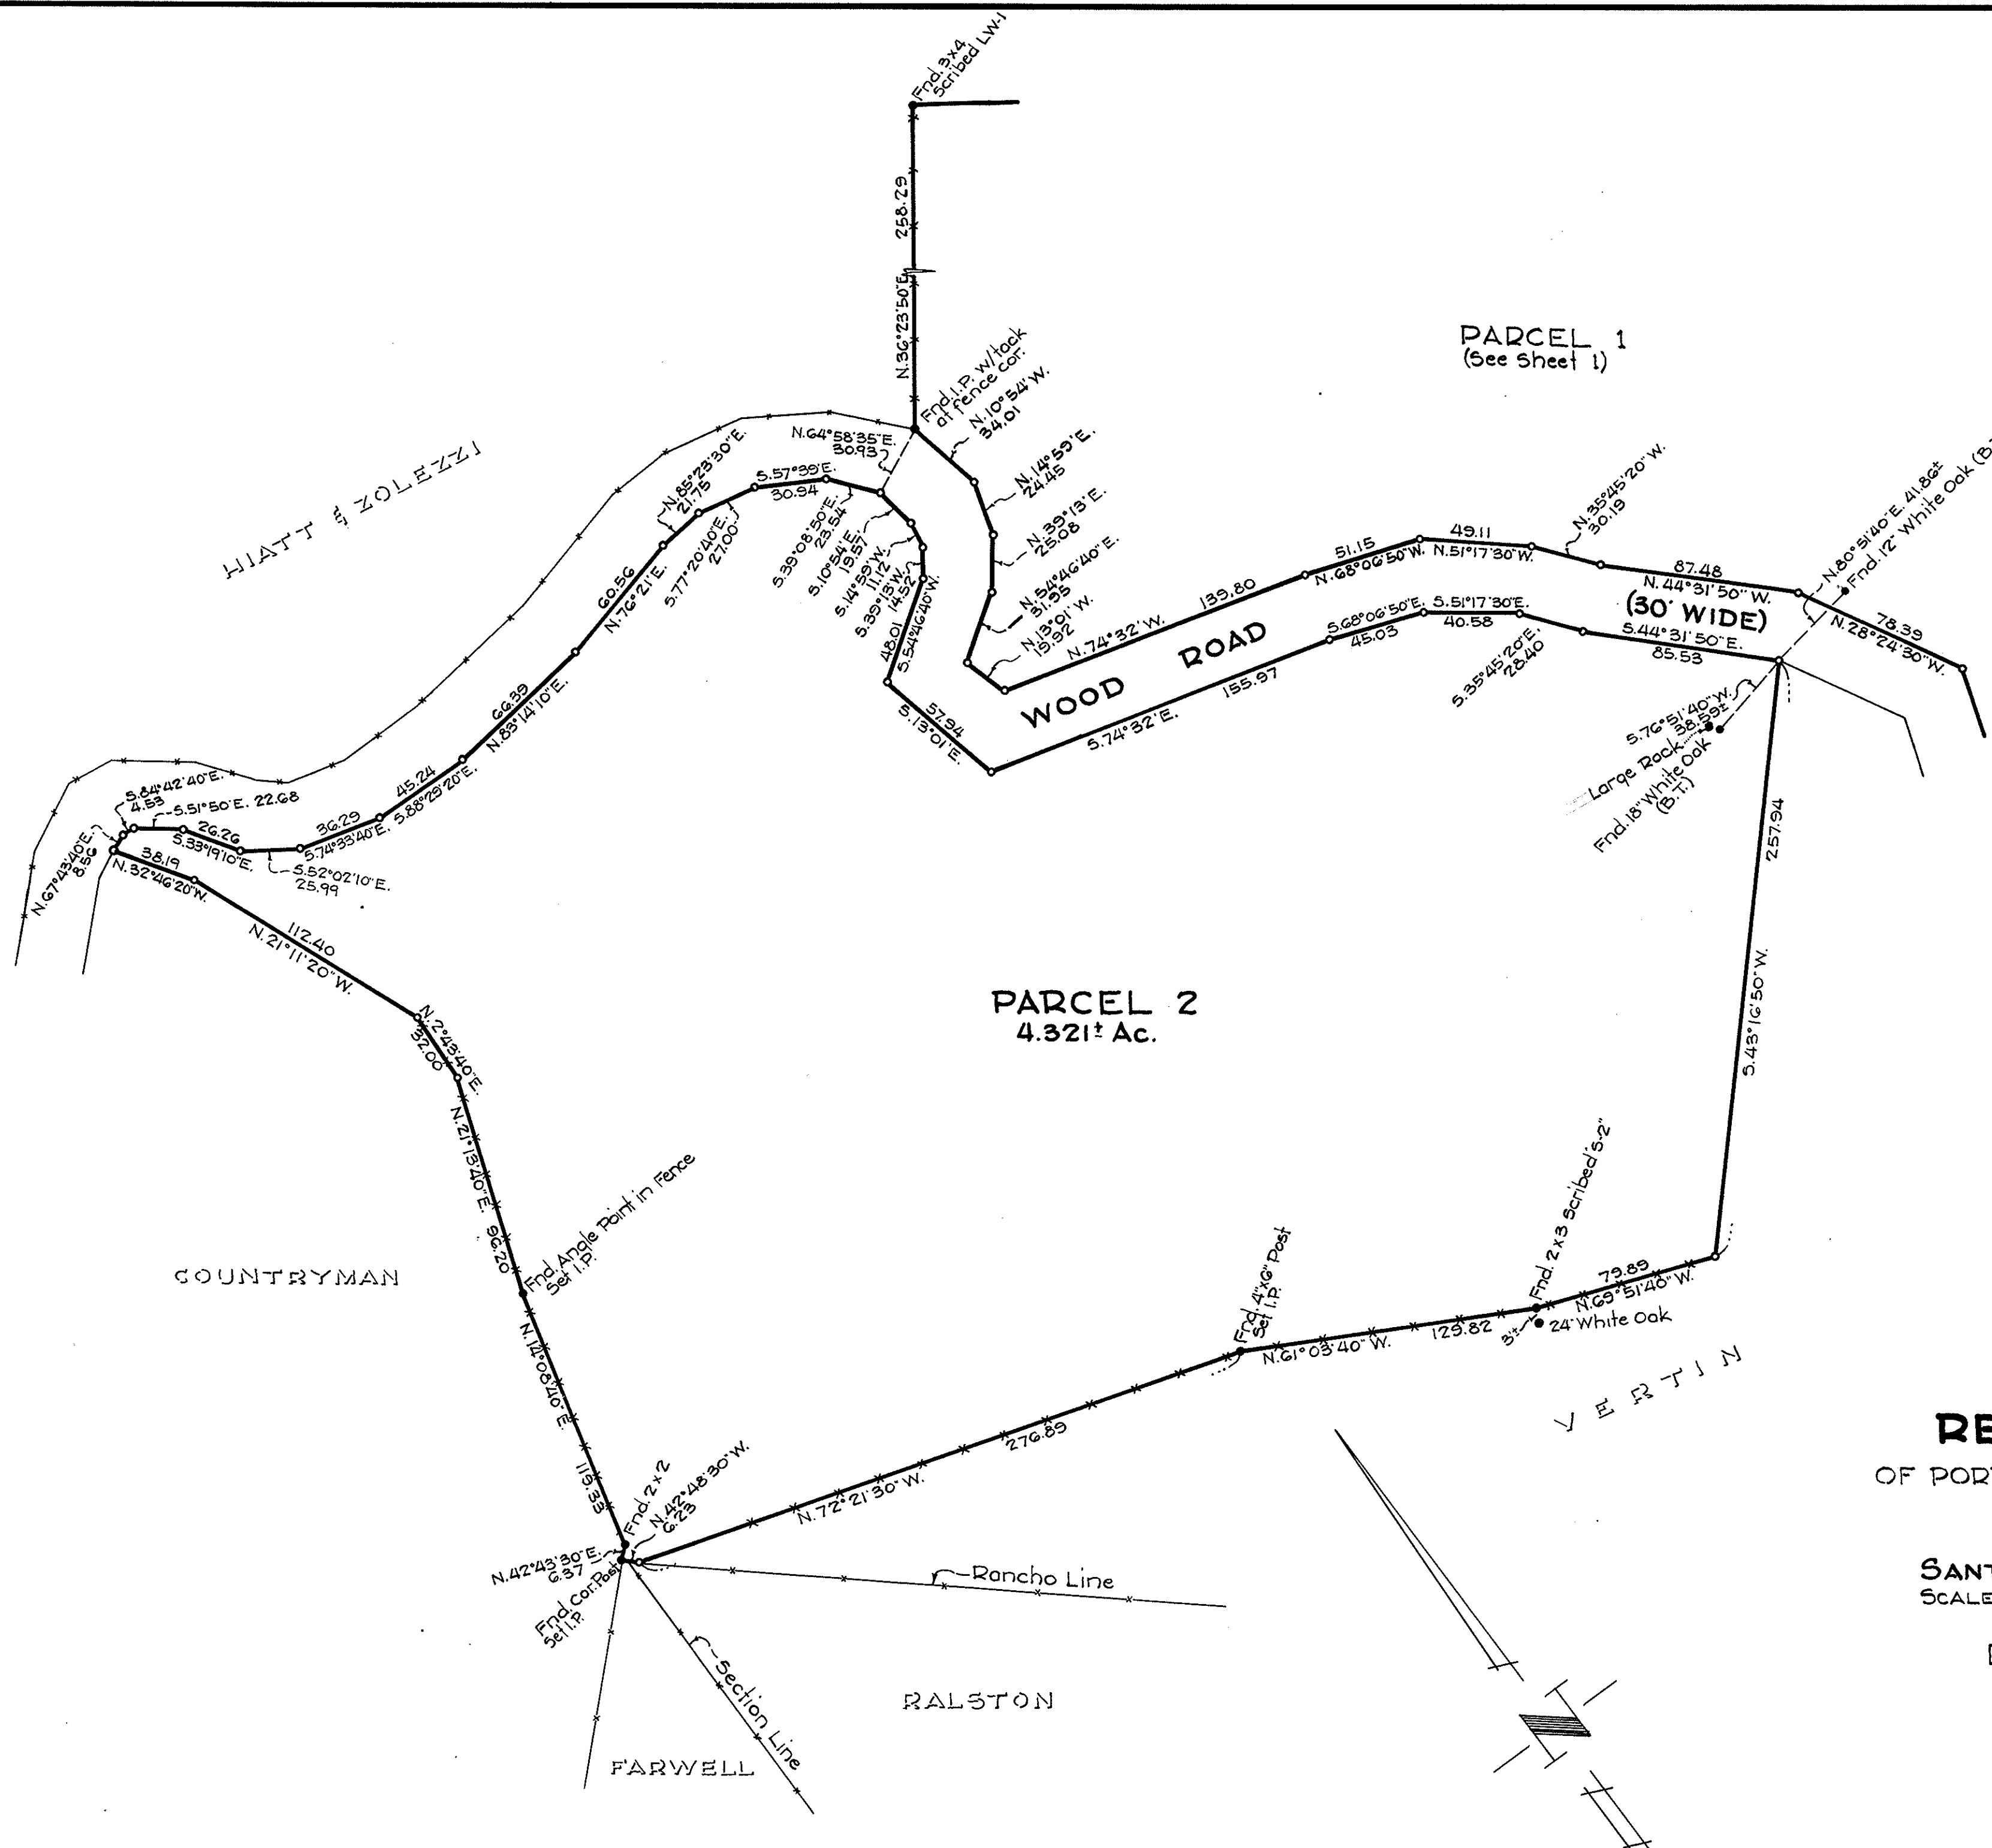 Fnd. 3x4
Scribed LW-1
258.29
N.36°23'50"E.
PARCEL 1
(See Sheet 1)
Fnd. I.P. w/tack
at fence cor.
N.10°54'W.
34.01
N.64°58'35"E.
30.93
N.14°59'E.
24.45
N.39°13'E.
25.08
N.54°46'40"E.
31.95
N.13°01'W.
19.92
HIATT & ZOLEZZI
N.85°23'30"E.
21.75
S.57°39'E.
30.94
S.77°20'40"E.
27.00
S.39°08'50"E.
23.54
S.10°54'E.
19.57
S.14°59'W.
11.12
S.39°13'W.
14.52
48.01
S.54°46'40"W.
57.94
S.13°01'E.
60.56
N.76°21'E.
66.39
N.83°14'10"E.
45.24
S.88°29'20"E.
36.29
S.74°33'40"E.
S.52°02'10"E.
25.99
26.26
S.33°19'10"E.
S.51°50'E. 22.68
S.84°42'40"E.
4.53
N.67°43'40"E.
8.56
38.19
N.32°46'20"W.
139.80
N.74°32'W.
51.15
N.68°06'50"W.
49.11
N.51°17'30"W.
N.35°45'20"W.
30.19
87.48
N.44°31'50"W.
N.80°51'40"E. 41.86±
Fnd. 12" White Oak (B.
78.39
N.28°24'30"W.
WOOD ROAD
(30' WIDE)
155.97
S.74°32'E.
S.68°06'50"E.
45.03
S.51°17'30"E.
40.58
S.35°45'20"E.
28.40
S.44°31'50"E.
85.53
S.76°51'40"W.
38.59±
Large Rock
Fnd. 18" White Oak
(B.T.)
257.94
S.43°16'50"W.
112.40
N.21°11'20"W.
N.2°43'40"E.
32.00
PARCEL 2
4.321± Ac.
N.21°13'40"E. 96.20
Fnd. Angle Point in Fence
Set I.P.
COUNTRYMAN
N.14°08'40"E. 119.33
Fnd. 4"x6" Post
Set I.P.
Fnd. 2x3 Scribed "S-2"
79.89
N.69°51'40"W.
3'±
24" White Oak
129.82
N.61°03'40"W.
VERTIN
276.89
N.72°21'30"W.
Fnd. 2x2
N.42°48'30"W.
6.23
N.42°43'30"E.
6.37
Fnd. Cor. Post
Set I.P.
Rancho Line
Section Line
RALSTON
FARWELL
RE
OF POR
SANT
SCALE